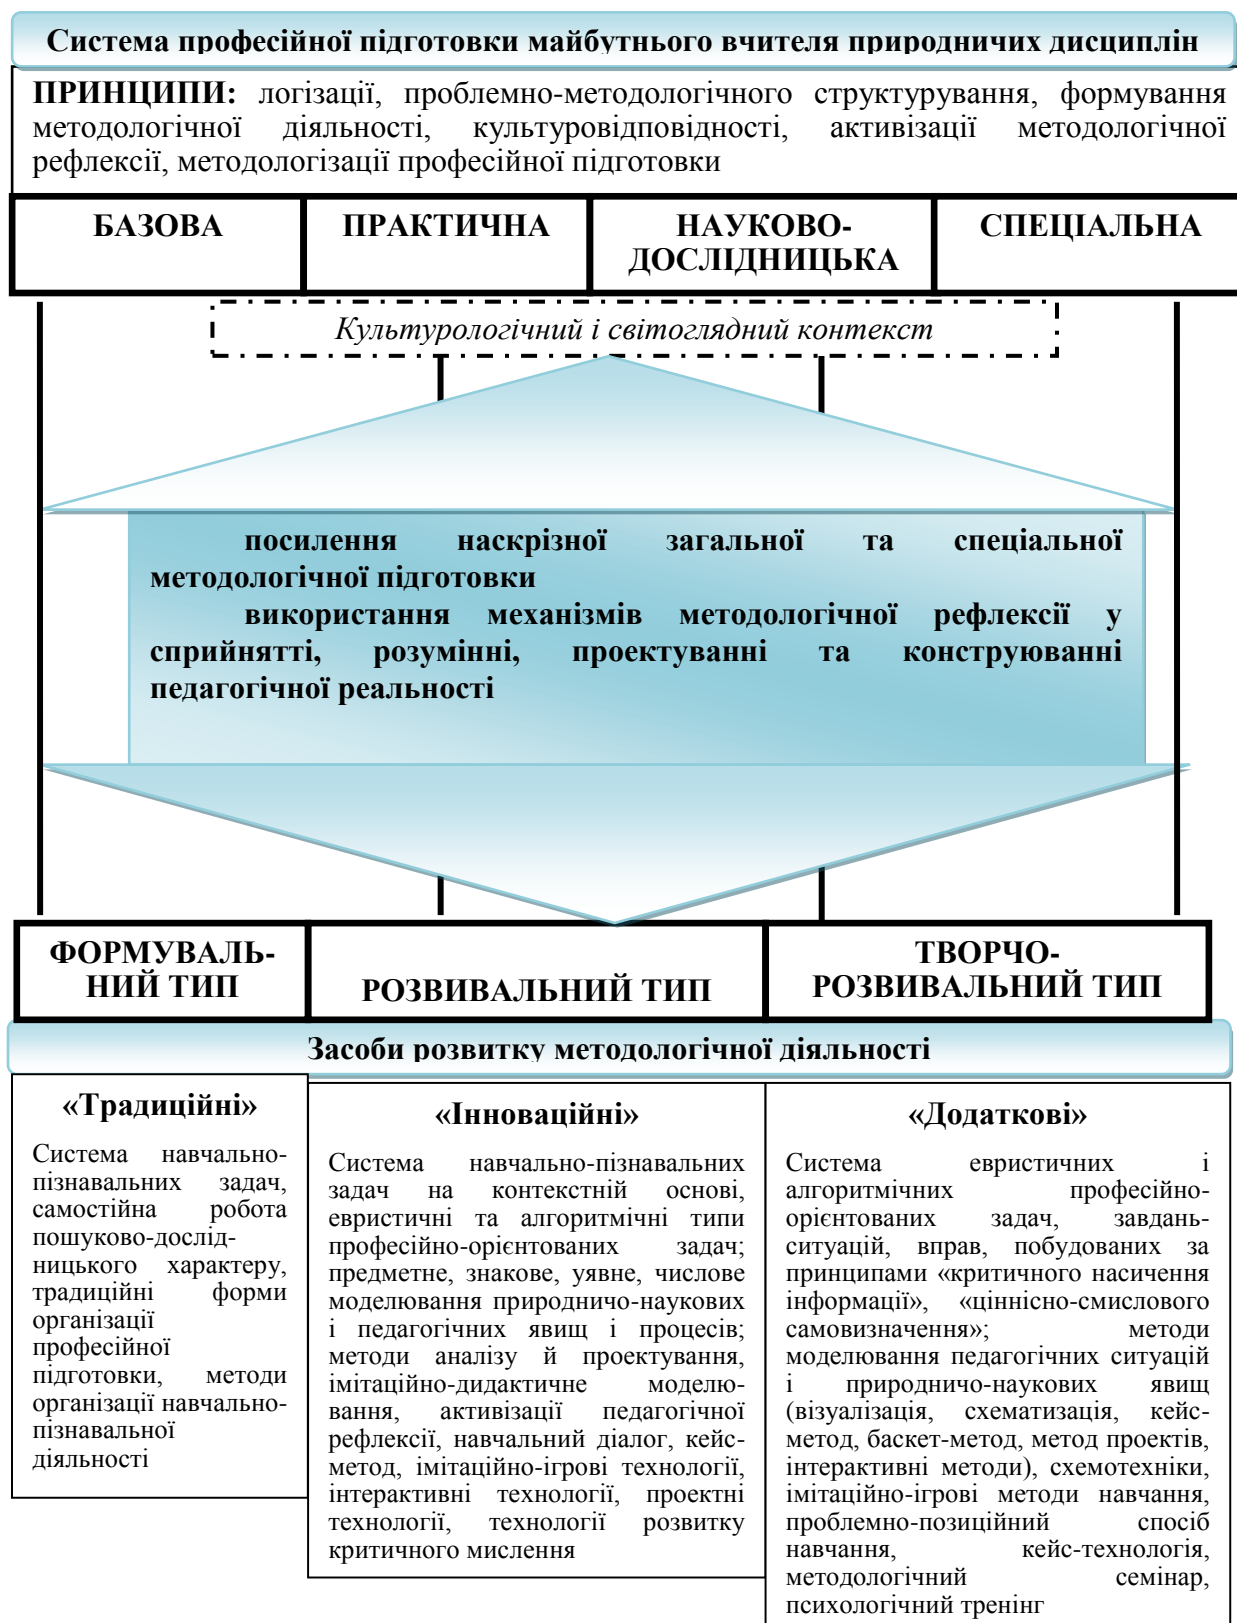 Система професійної підготовки майбутнього вчителя природничих дисциплін
ПРИНЦИПИ: логізації, проблемно-методологічного структурування, формування
методологічної діяльності, культуровідповідності, активізації методологічної
рефлексії, методологізації професійної підготовки
БАЗОВА
ПРАКТИЧНА
НАУКОВО-
ДОСЛІДНИЦЬКА
СПЕЦІАЛЬНА
Культурологічний і світоглядний контекст
посилення наскрізної загальної та спеціальної
методологічної підготовки
використання механізмів методологічної рефлексії у
сприйнятті, розумінні, проектуванні та конструюванні
педагогічної реальності
ФОРМУВАЛЬ-
НИЙ ТИП
РОЗВИВАЛЬНИЙ ТИП
ТВОРЧО-
РОЗВИВАЛЬНИЙ ТИП
Засоби розвитку методологічної діяльності
«Традиційні»
Система навчально-
пізнавальних задач,
самостійна робота
пошуково-дослід-
ницького характеру,
традиційні форми
організації
професійної
підготовки, методи
організації навчально-
пізнавальної
діяльності
«Інноваційні»
Система навчально-пізнавальних
задач на контекстній основі,
евристичні та алгоритмічні типи
професійно-орієнтованих задач;
предметне, знакове, уявне, числове
моделювання природничо-наукових
і педагогічних явищ і процесів;
методи аналізу й проектування,
імітаційно-дидактичне моделю-
вання, активізації педагогічної
рефлексії, навчальний діалог, кейс-
метод, імітаційно-ігрові технології,
інтерактивні технології, проектні
технології, технології розвитку
критичного мислення
«Додаткові»
Система евристичних і
алгоритмічних професійно-
орієнтованих задач, завдань-
ситуацій, вправ, побудованих за
принципами «критичного насичення
інформації», «ціннісно-смислового
самовизначення»; методи
моделювання педагогічних ситуацій
і природничо-наукових явищ
(візуалізація, схематизація, кейс-
метод, баскет-метод, метод проектів,
інтерактивні методи), схемотехніки,
імітаційно-ігрові методи навчання,
проблемно-позиційний спосіб
навчання, кейс-технологія,
методологічний семінар,
психологічний тренінг